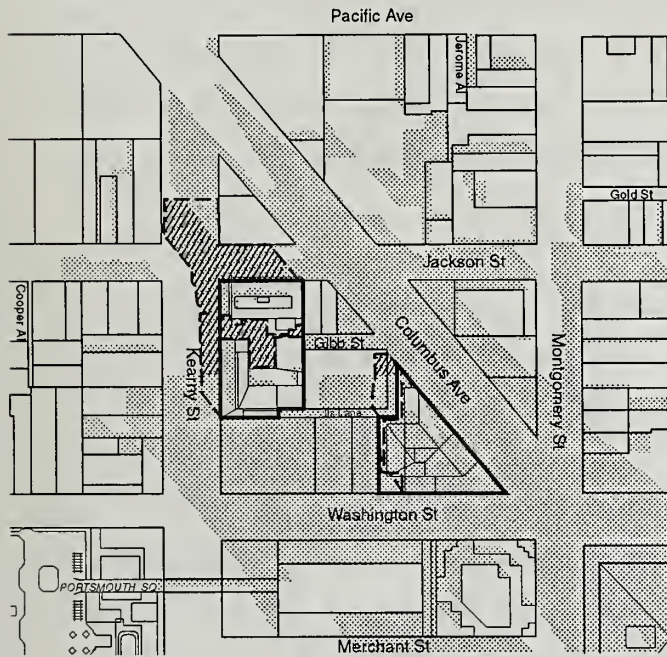 Pacific Ave
Jerome Al
Gold St
Jackson St
Cooper Al
Kearny St
Gibb St
Columbus Ave
Montgomery St
Washington St
PORTSMOUTH SQ
Merchant St